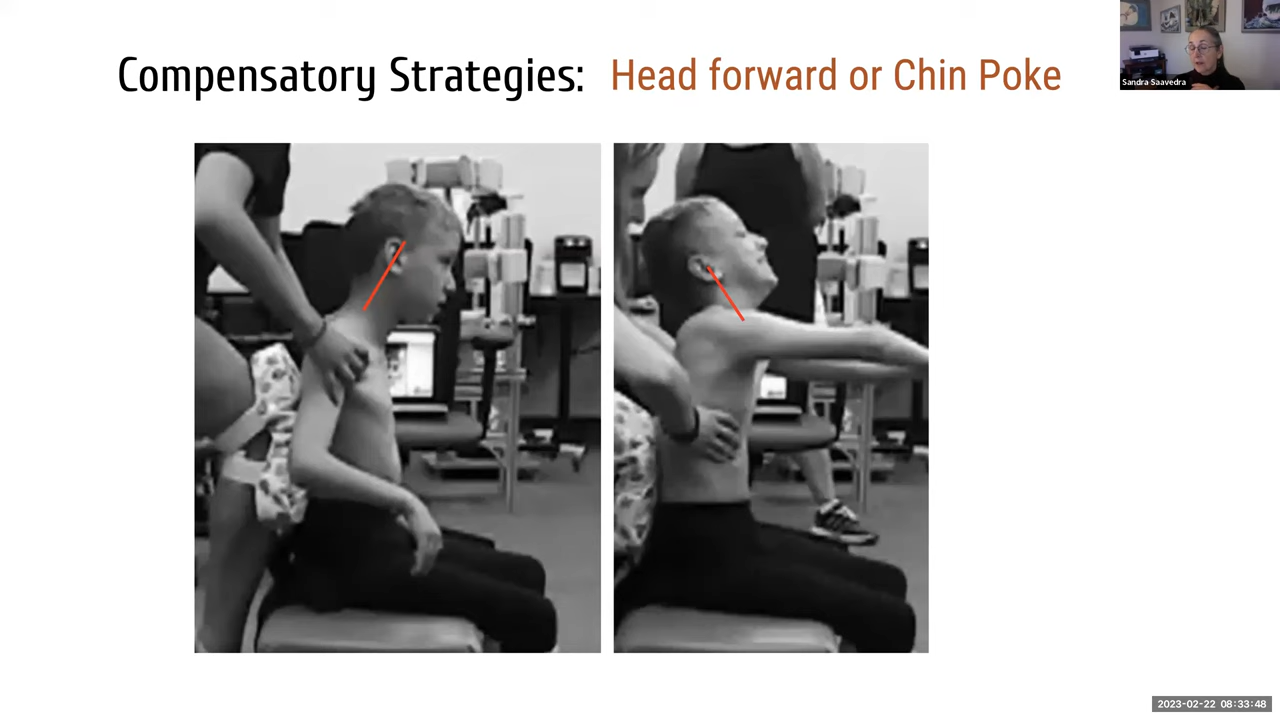 Compensatory Strategies: Head forward or Chin Poke
Sandra Saavedra
2023-02-22 08:33:48